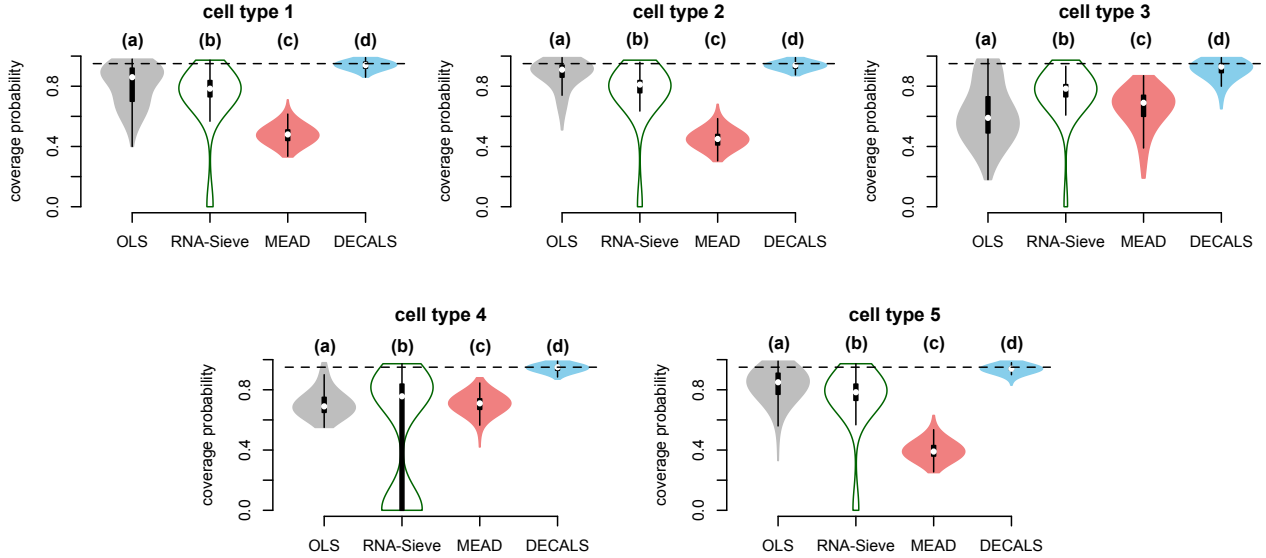 cell type 1
(a) (b) (c) (d)
coverage probability
0.0 0.4 0.8
OLS RNA-Sieve MEAD DECALS
cell type 2
(a) (b) (c) (d)
coverage probability
0.0 0.4 0.8
OLS RNA-Sieve MEAD DECALS
cell type 3
(a) (b) (c) (d)
coverage probability
0.0 0.4 0.8
OLS RNA-Sieve MEAD DECALS
cell type 4
(a) (b) (c) (d)
coverage probability
0.0 0.4 0.8
OLS RNA-Sieve MEAD DECALS
cell type 5
(a) (b) (c) (d)
coverage probability
0.0 0.4 0.8
OLS RNA-Sieve MEAD DECALS